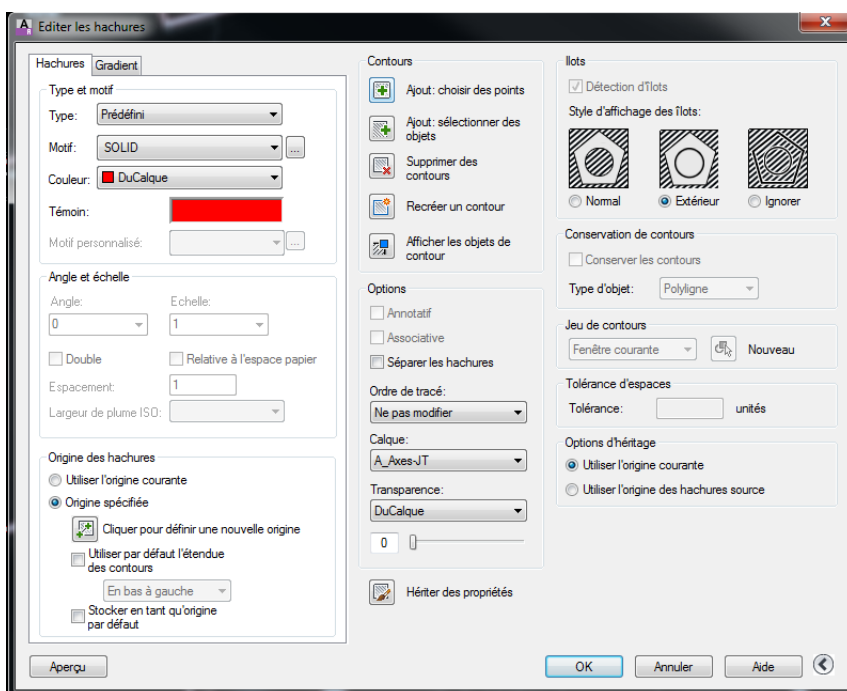 Editer les hachures
Hachures
Gradient
Type et motif
Type:
Prédéfini
Motif:
SOLID
...
Couleur:
DuCalque
Témoin:
Motif personnalisé:
...
Angle et échelle
Angle:
Echelle:
0
1
Double
Relative à l'espace papier
Espacement:
1
Largeur de plume ISO:
Origine des hachures
Utiliser l'origine courante
Origine spécifiée
Cliquer pour définir une nouvelle origine
Utiliser par défaut l'étendue
des contours
En bas à gauche
Stocker en tant qu'origine
par défaut
Aperçu
Contours
Ajout: choisir des points
Ajout: sélectionner des
objets
Supprimer des
contours
Recréer un contour
Afficher les objets de
contour
Options
Annotatif
Associative
Séparer les hachures
Ordre de tracé:
Ne pas modifier
Calque:
A_Axes-JT
Transparence:
DuCalque
0
Hériter des propriétés
Ilots
Détection d'îlots
Style d'affichage des îlots:
Normal
Extérieur
Ignorer
Conservation de contours
Conserver les contours
Type d'objet:
Polyligne
Jeu de contours
Fenêtre courante
Nouveau
Tolérance d'espaces
Tolérance:
unités
Options d'héritage
Utiliser l'origine courante
Utiliser l'origine des hachures source
OK
Annuler
Aide